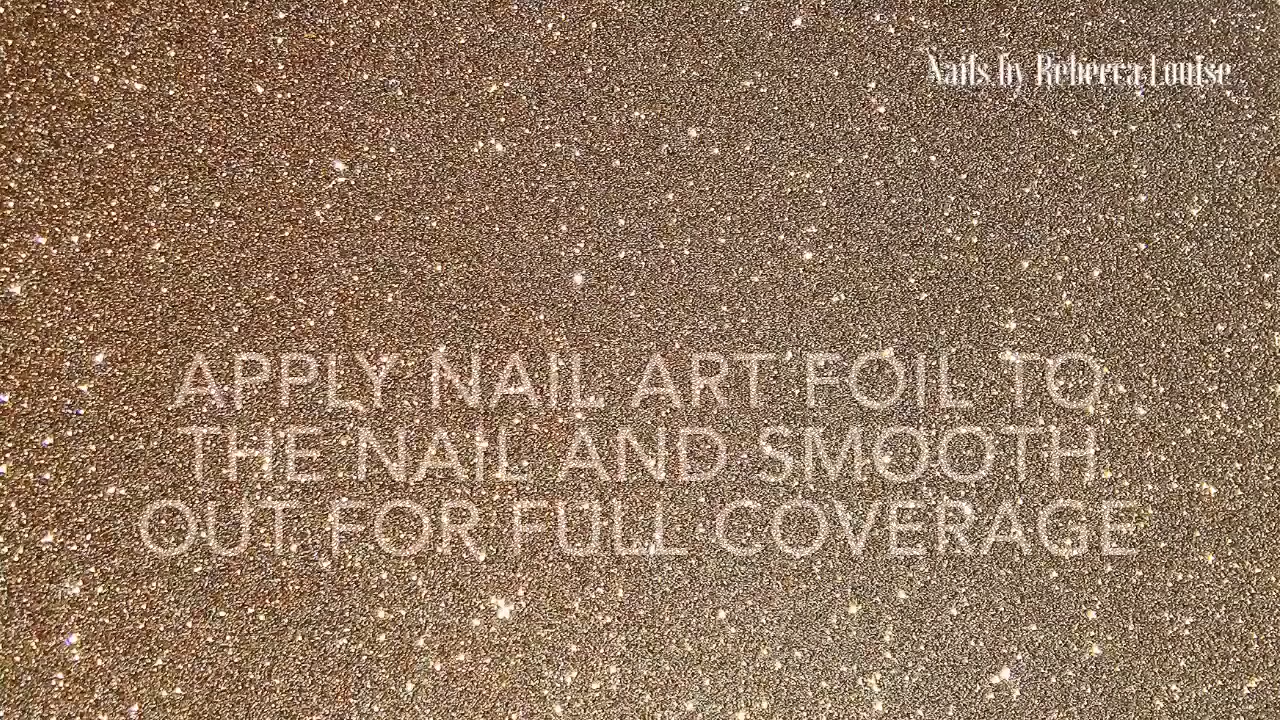 Nails by Rebecca Louise
APPLY NAIL ART FOIL TO
THE NAIL AND SMOOTH
OUT FOR FULL COVERAGE